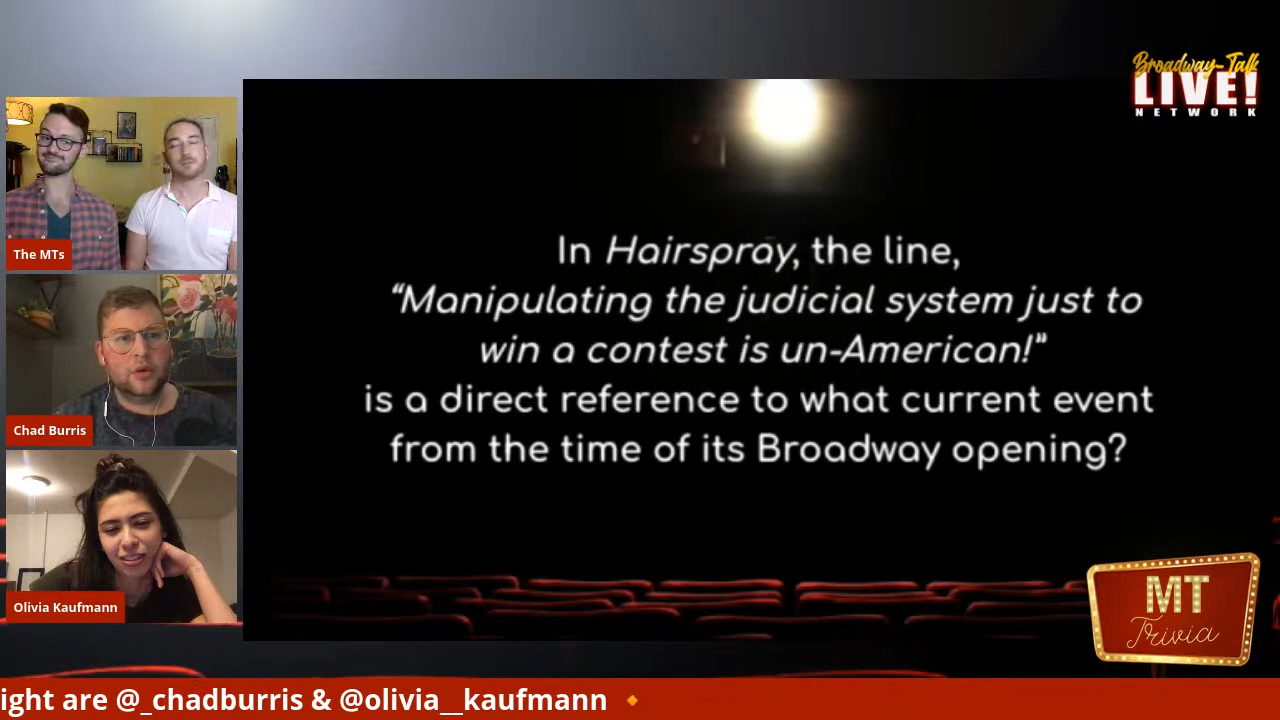 Broadway-Talk
LIVE!
NETWORK
The MTs
Chad Burris
Olivia Kaufmann
In Hairspray, the line,
“Manipulating the judicial system just to
win a contest is un-American!”
is a direct reference to what current event
from the time of its Broadway opening?
MT
Trivia
ight are @_chadburris & @olivia__kaufmann 🔸